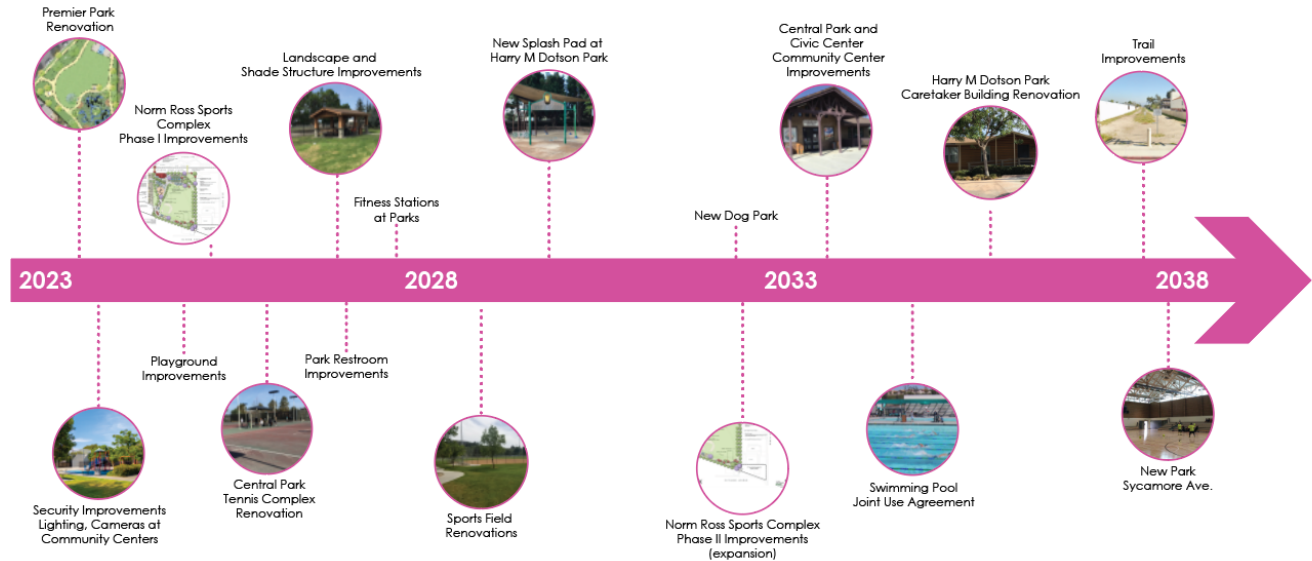 Premier Park
Renovation
Norm Ross Sports
Complex
Phase I Improvements
Landscape and
Shade Structure Improvements
Fitness Stations
at Parks
New Splash Pad at
Harry M Dotson Park
New Dog Park
Central Park and
Civic Center
Community Center
Improvements
Harry M Dotson Park
Caretaker Building Renovation
Trail
Improvements
2023
2028
2033
2038
Security Improvements
Lighting, Cameras at
Community Centers
Playground
Improvements
Central Park
Tennis Complex
Renovation
Park Restroom
Improvements
Sports Field
Renovations
Norm Ross Sports Complex
Phase II Improvements
(expansion)
Swimming Pool
Joint Use Agreement
New Park
Sycamore Ave.